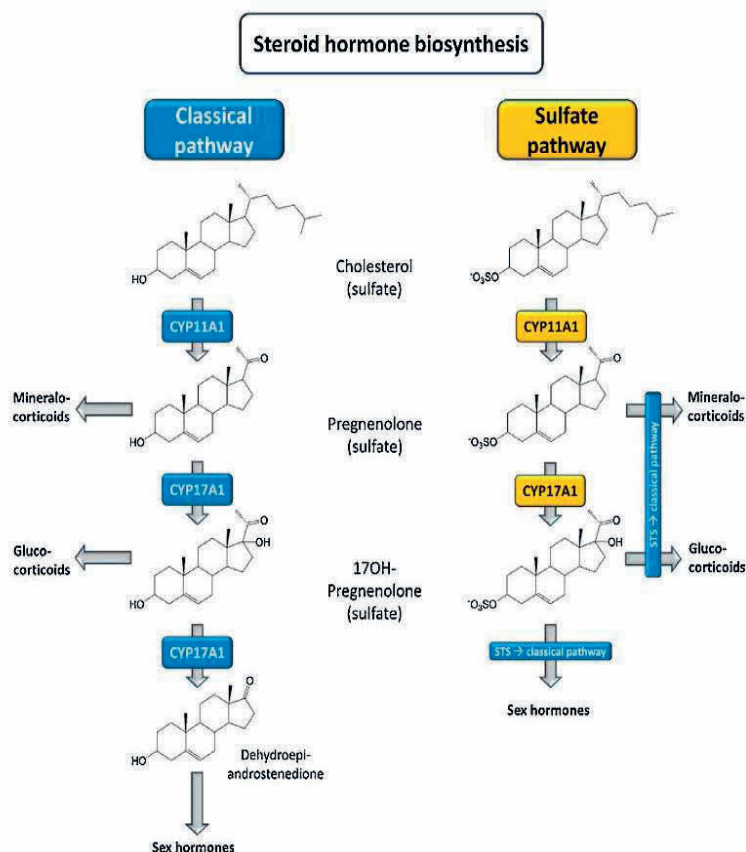 Steroid hormone biosynthesis
Classical
pathway
Sulfate
pathway
HO
Cholesterol
(sulfate)
-O₃SO
CYP11A1
CYP11A1
O
O
Mineralo-
corticoids
HO
Pregnenolone
(sulfate)
-O₃SO
Mineralo-
corticoids
STS → classical pathway
CYP17A1
CYP17A1
O
OH
O
OH
Gluco-
corticoids
HO
17OH-
Pregnenolone
(sulfate)
-O₃SO
Gluco-
corticoids
CYP17A1
STS → classical pathway
O
HO
Dehydroepi-
androstenedione
Sex hormones
Sex hormones